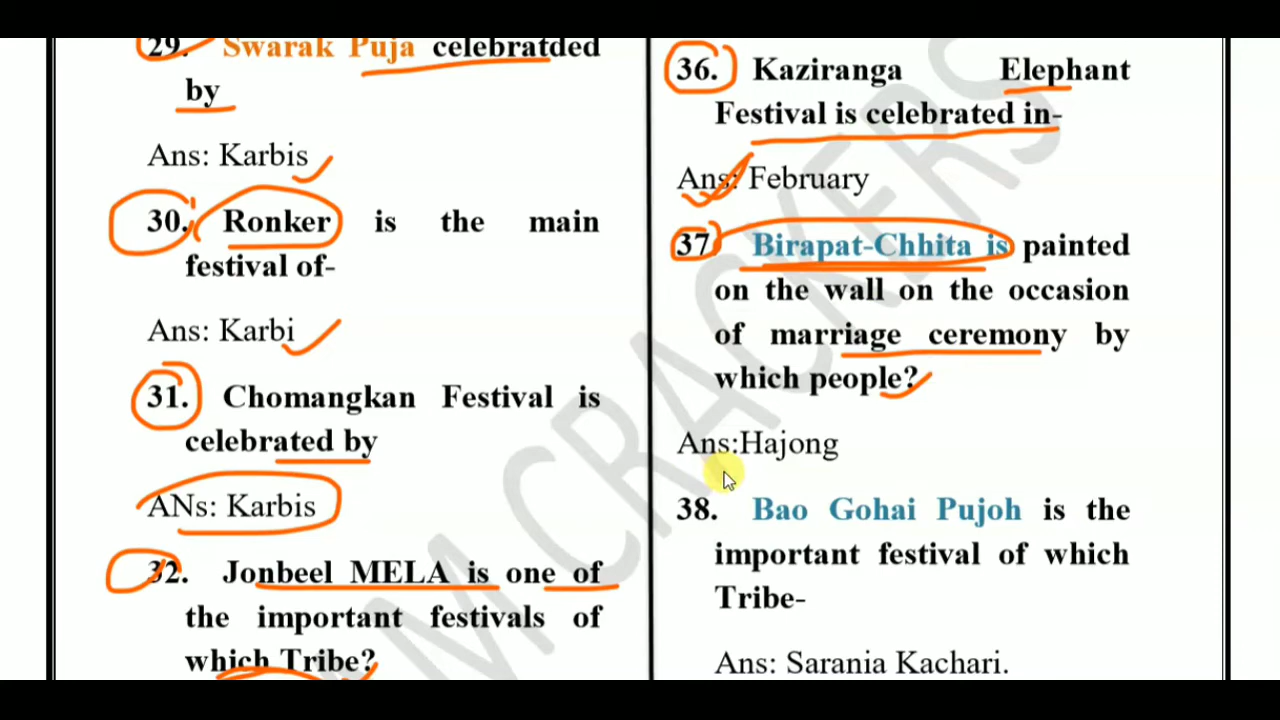 29. Swarak Puja celebratded
by
Ans: Karbis
30. Ronker is the main
festival of-
Ans: Karbi
31. Chomangkan Festival is
celebrated by
ANs: Karbis
32. Jonbeel MELA is one of
the important festivals of
which Tribe?
36. Kaziranga Elephant
Festival is celebrated in-
Ans: February
37 Birapat-Chhita is painted
on the wall on the occasion
of marriage ceremony by
which people?
Ans:Hajong
38. Bao Gohai Pujoh is the
important festival of which
Tribe-
Ans: Sarania Kachari.
M CRACKERS